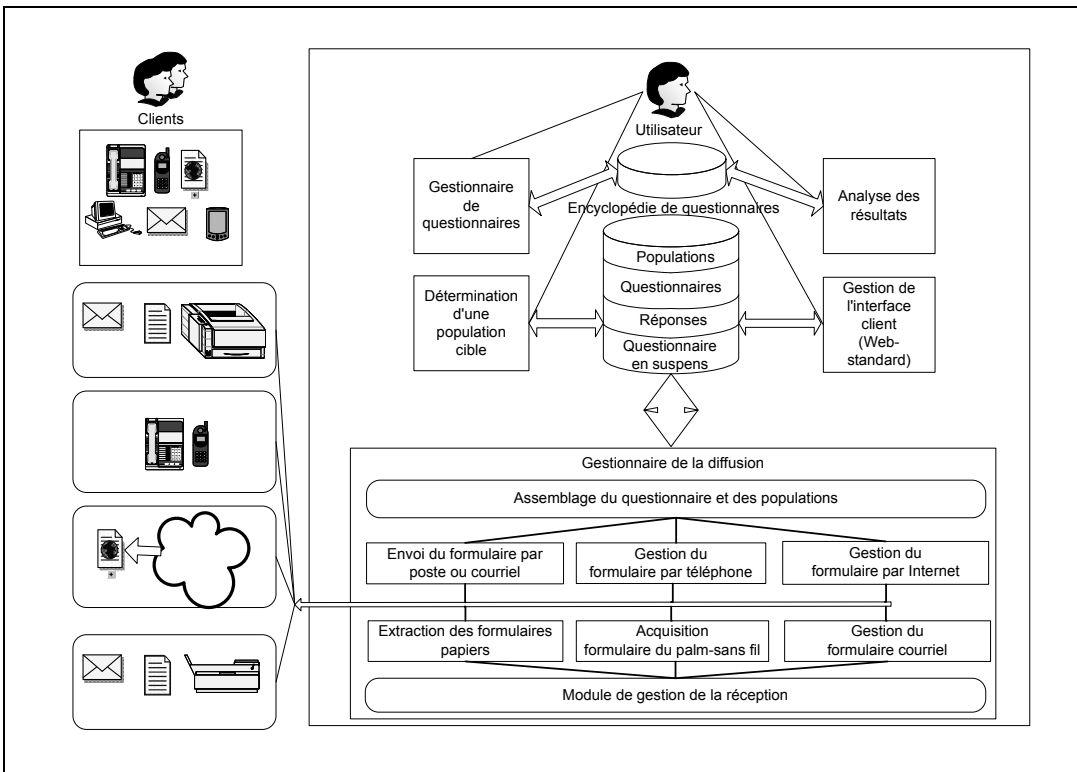 Clients
Utilisateur
Gestionnaire
de
questionnaires
Encyclopédie de questionnaires
Analyse des
résultats
Populations
Questionnaires
Réponses
Questionnaire
en suspens
Détermination
d'une
population
cible
Gestion de
l'interface
client
(Web-
standard)
Gestionnaire de la diffusion
Assemblage du questionnaire et des populations
Envoi du formulaire par
poste ou courriel
Gestion du
formulaire par téléphone
Gestion du
formulaire par Internet
Extraction des formulaires
papiers
Acquisition
formulaire du palm-sans fil
Gestion du
formulaire courriel
Module de gestion de la réception